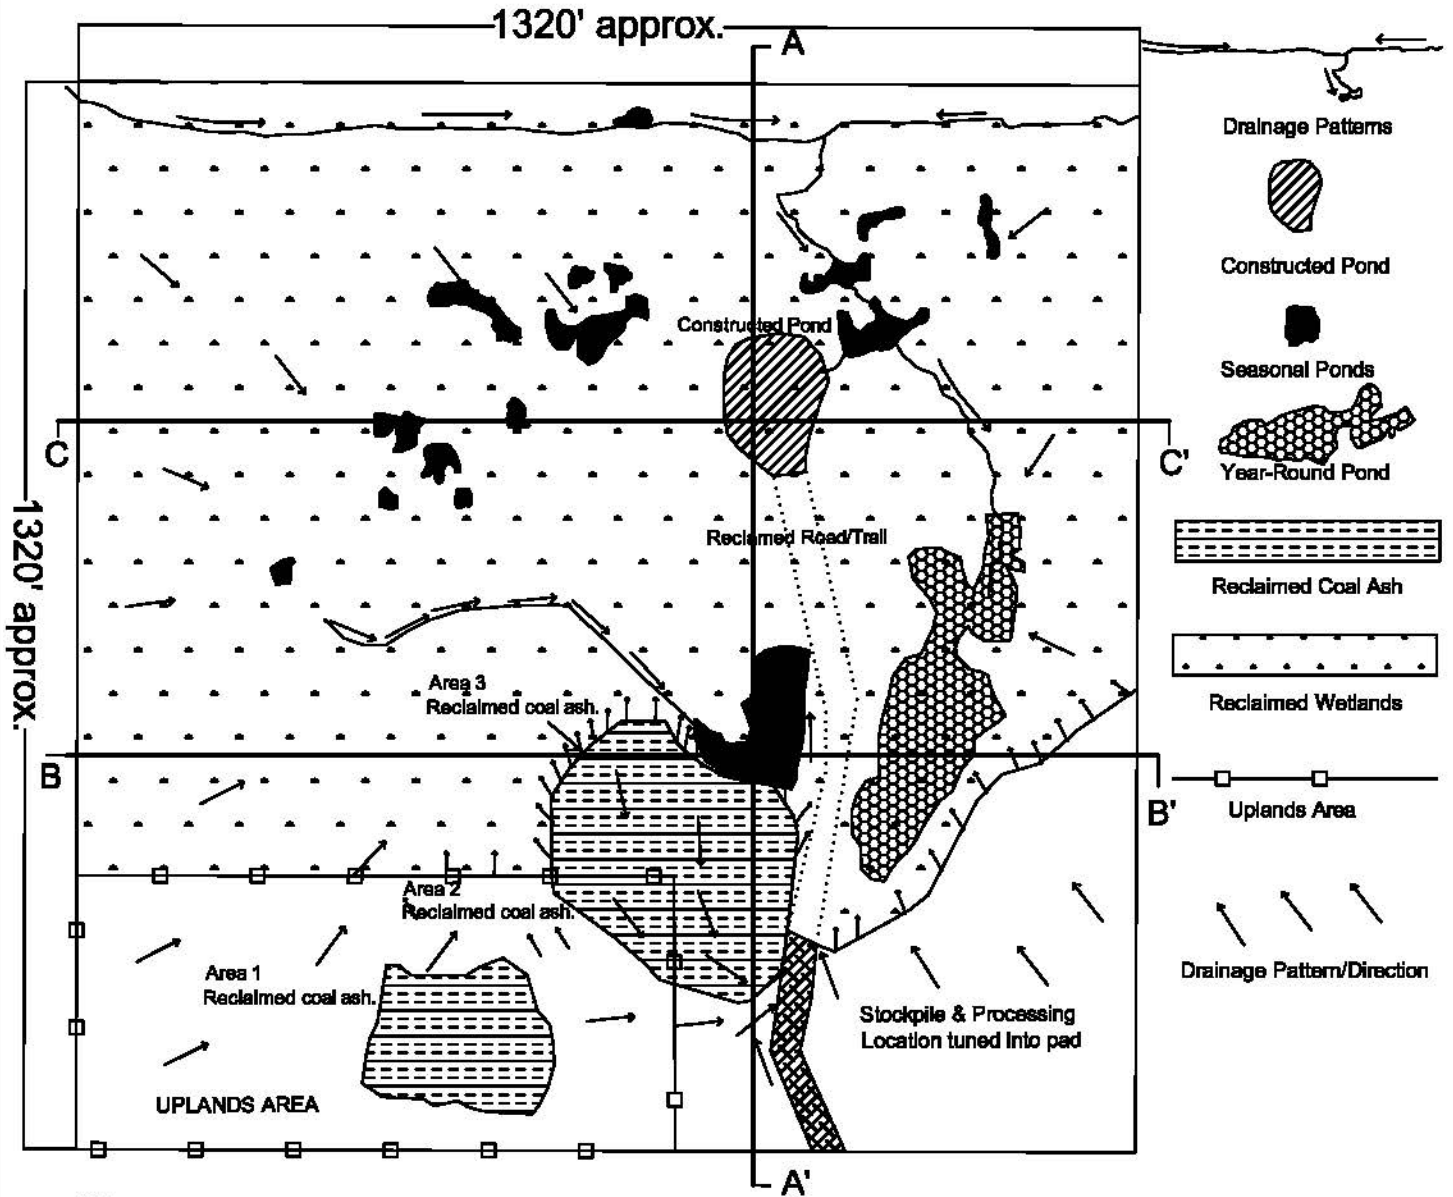 1320' approx.
A
Drainage Patterns
Constructed Pond
Seasonal Ponds
Constructed Pond
C
C'
Year-Round Pond
1320' approx.
Reclaimed Road/Trail
Reclaimed Coal Ash
Area 3
Reclaimed coal ash.
Reclaimed Wetlands
B
B'
Uplands Area
Area 2
Reclaimed coal ash.
Area 1
Reclaimed coal ash.
Drainage Pattern/Direction
Stockpile & Processing
Location tuned into pad
UPLANDS AREA
A'